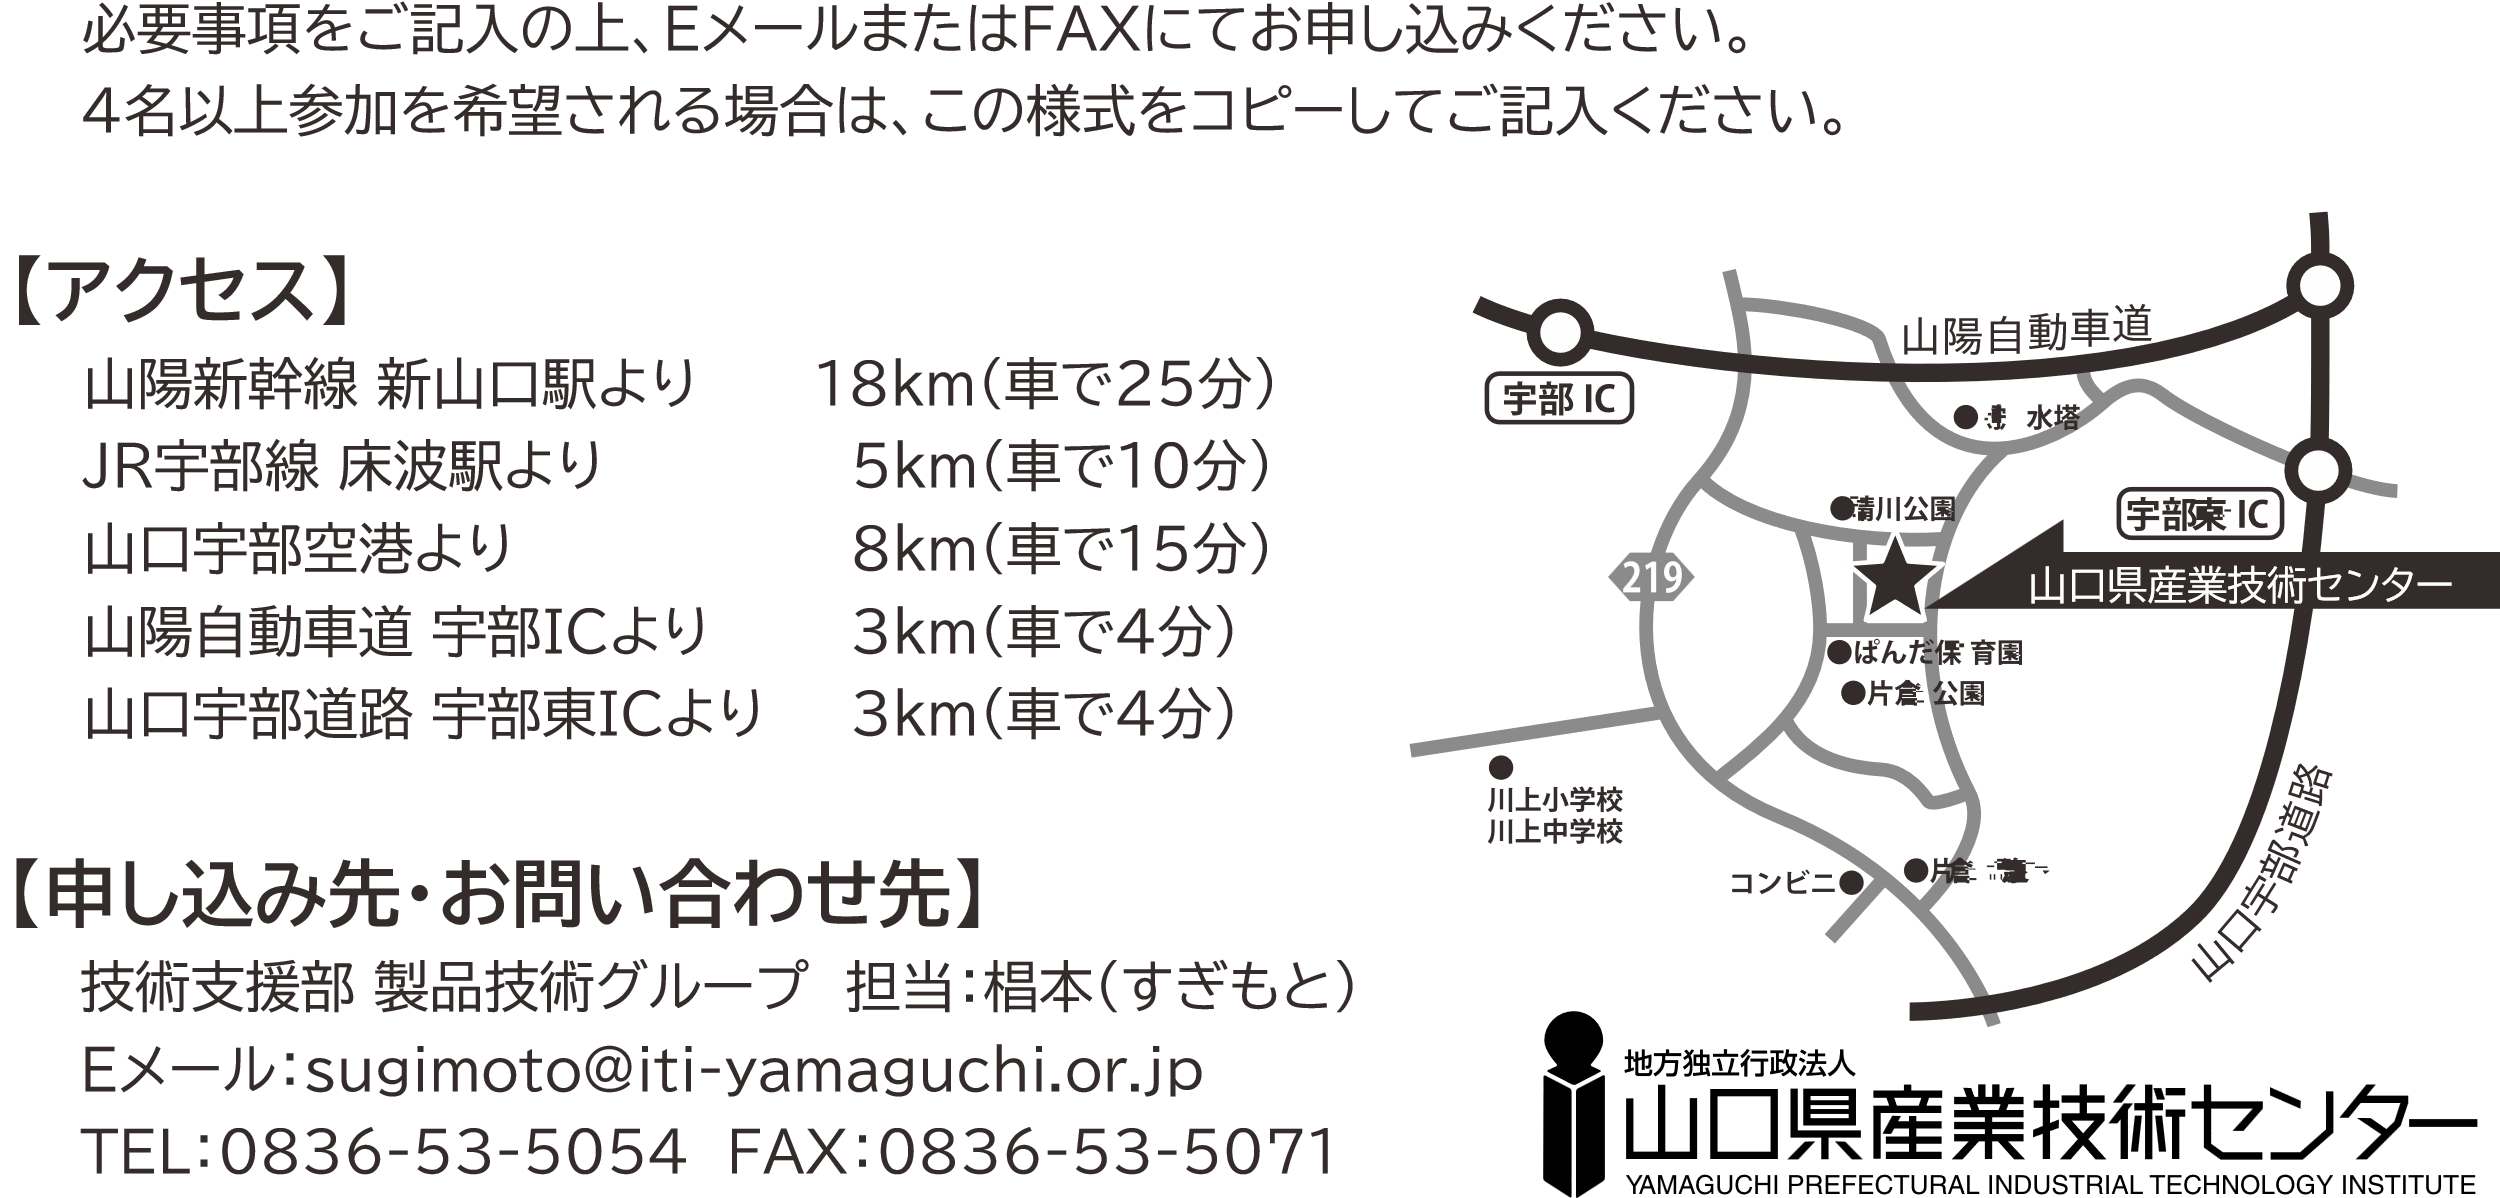 必要事項をご記入の上、EメールまたはFAXにてお申し込みください。
4名以上参加を希望される場合は、この様式をコピーしてご記入ください。
【アクセス】
山陽新幹線 新山口駅より 18km(車で25分)
JR宇部線 床波駅より 5km(車で10分)
山口宇部空港より 8km(車で15分)
山陽自動車道 宇部ICより 3km(車で4分)
山口宇部道路 宇部東ICより 3km(車で4分)
【申し込み先・お問い合わせ先】
技術支援部 製品技術グループ 担当:椙本(すぎもと)
Eメール:sugimoto@iti-yamaguchi.or.jp
TEL:0836-53-5054 FAX:0836-53-5071
山陽自動車道
宇部IC
水塔
清川公園
宇部東IC
219
山口県産業技術センター
ぱんだ保育園
片倉公園
川上小学校
川上中学校
コンビニ
片倉
山口宇部道路
地方独立行政法人
山口県産業技術センター
YAMAGUCHI PREFECTURAL INDUSTRIAL TECHNOLOGY INSTITUTE